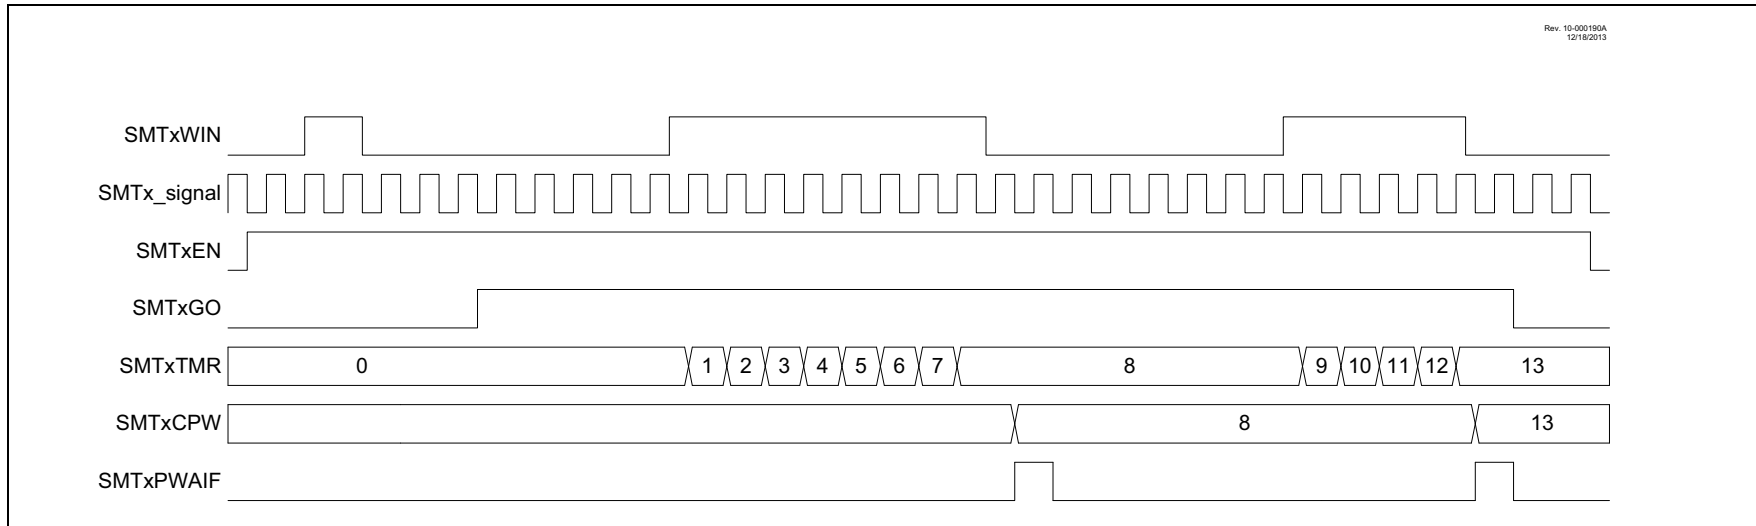 Rev. 10-000190A
12/18/2013
SMTxWIN
SMTx_signal
SMTxEN
SMTxGO
SMTxTMR 0 1 2 3 4 5 6 7 8 9 10 11 12 13
SMTxCPW 8 13
SMTxPWAIF